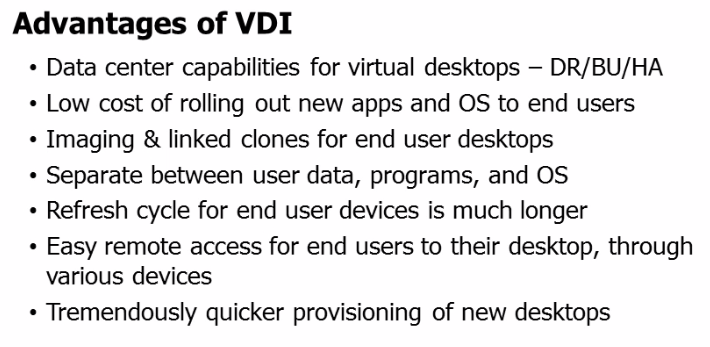 Advantages of VDI
• Data center capabilities for virtual desktops – DR/BU/HA
• Low cost of rolling out new apps and OS to end users
• Imaging & linked clones for end user desktops
• Separate between user data, programs, and OS
• Refresh cycle for end user devices is much longer
• Easy remote access for end users to their desktop, through
various devices
• Tremendously quicker provisioning of new desktops